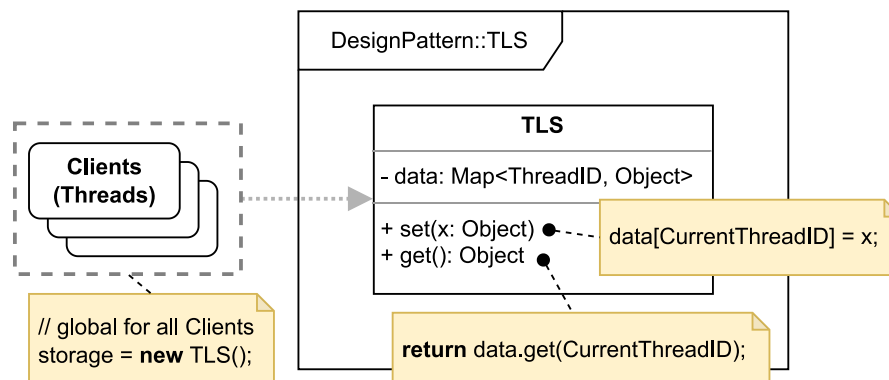 DesignPattern::TLS
Clients
(Threads)
// global for all Clients
storage = new TLS();
TLS
- data: Map<ThreadID, Object>
+ set(x: Object)
+ get(): Object
data[CurrentThreadID] = x;
return data.get(CurrentThreadID);